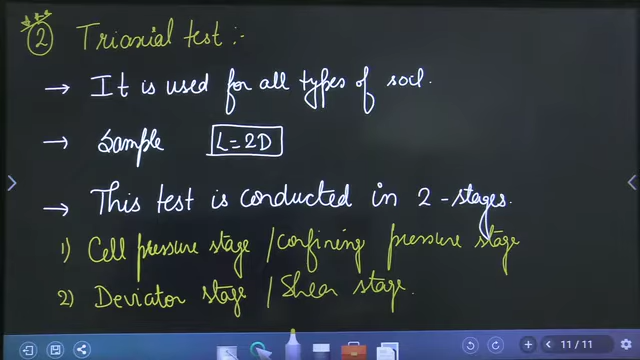 ② Triaxial test :-
→ It is used for all types of soil.
→ Sample L = 2D
→ This test is conducted in 2 - stages.
1) Cell pressure stage / Confining pressure stage
2) Deviator stage / Shear stage.
11 / 11